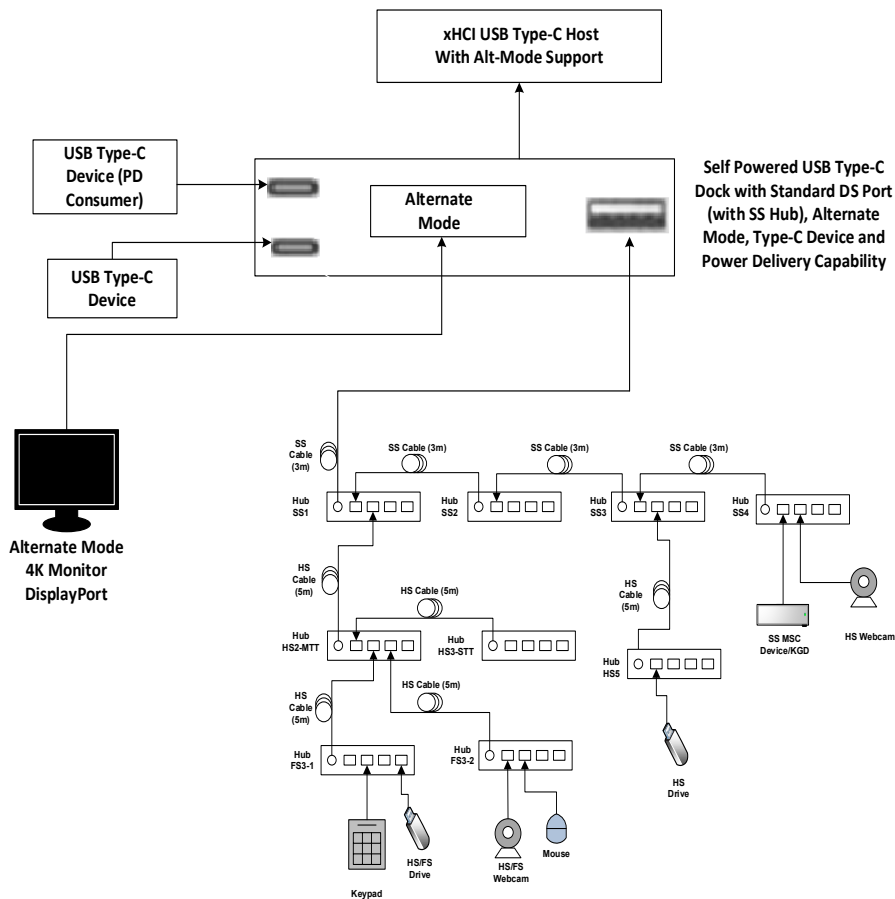 xHCI USB Type-C Host
With Alt-Mode Support
USB Type-C
Device (PD
Consumer)
Alternate
Mode
Self Powered USB Type-C
Dock with Standard DS Port
(with SS Hub), Alternate
Mode, Type-C Device and
Power Delivery Capability
USB Type-C
Device
Alternate Mode
4K Monitor
DisplayPort
SS
Cable
(3m)
SS Cable (3m)
SS Cable (3m)
SS Cable (3m)
Hub
SS1
Hub
SS2
Hub
SS3
Hub
SS4
HS
Cable
(5m)
HS Cable (5m)
HS
Cable
(5m)
SS MSC
Device/KGD
HS Webcam
Hub
HS2-MTT
Hub
HS3-STT
Hub
HS5
HS
Cable
(5m)
HS Cable (5m)
Hub
FS3-1
Hub
FS3-2
HS
Drive
Keypad
HS/FS
Drive
HS/FS
Webcam
Mouse